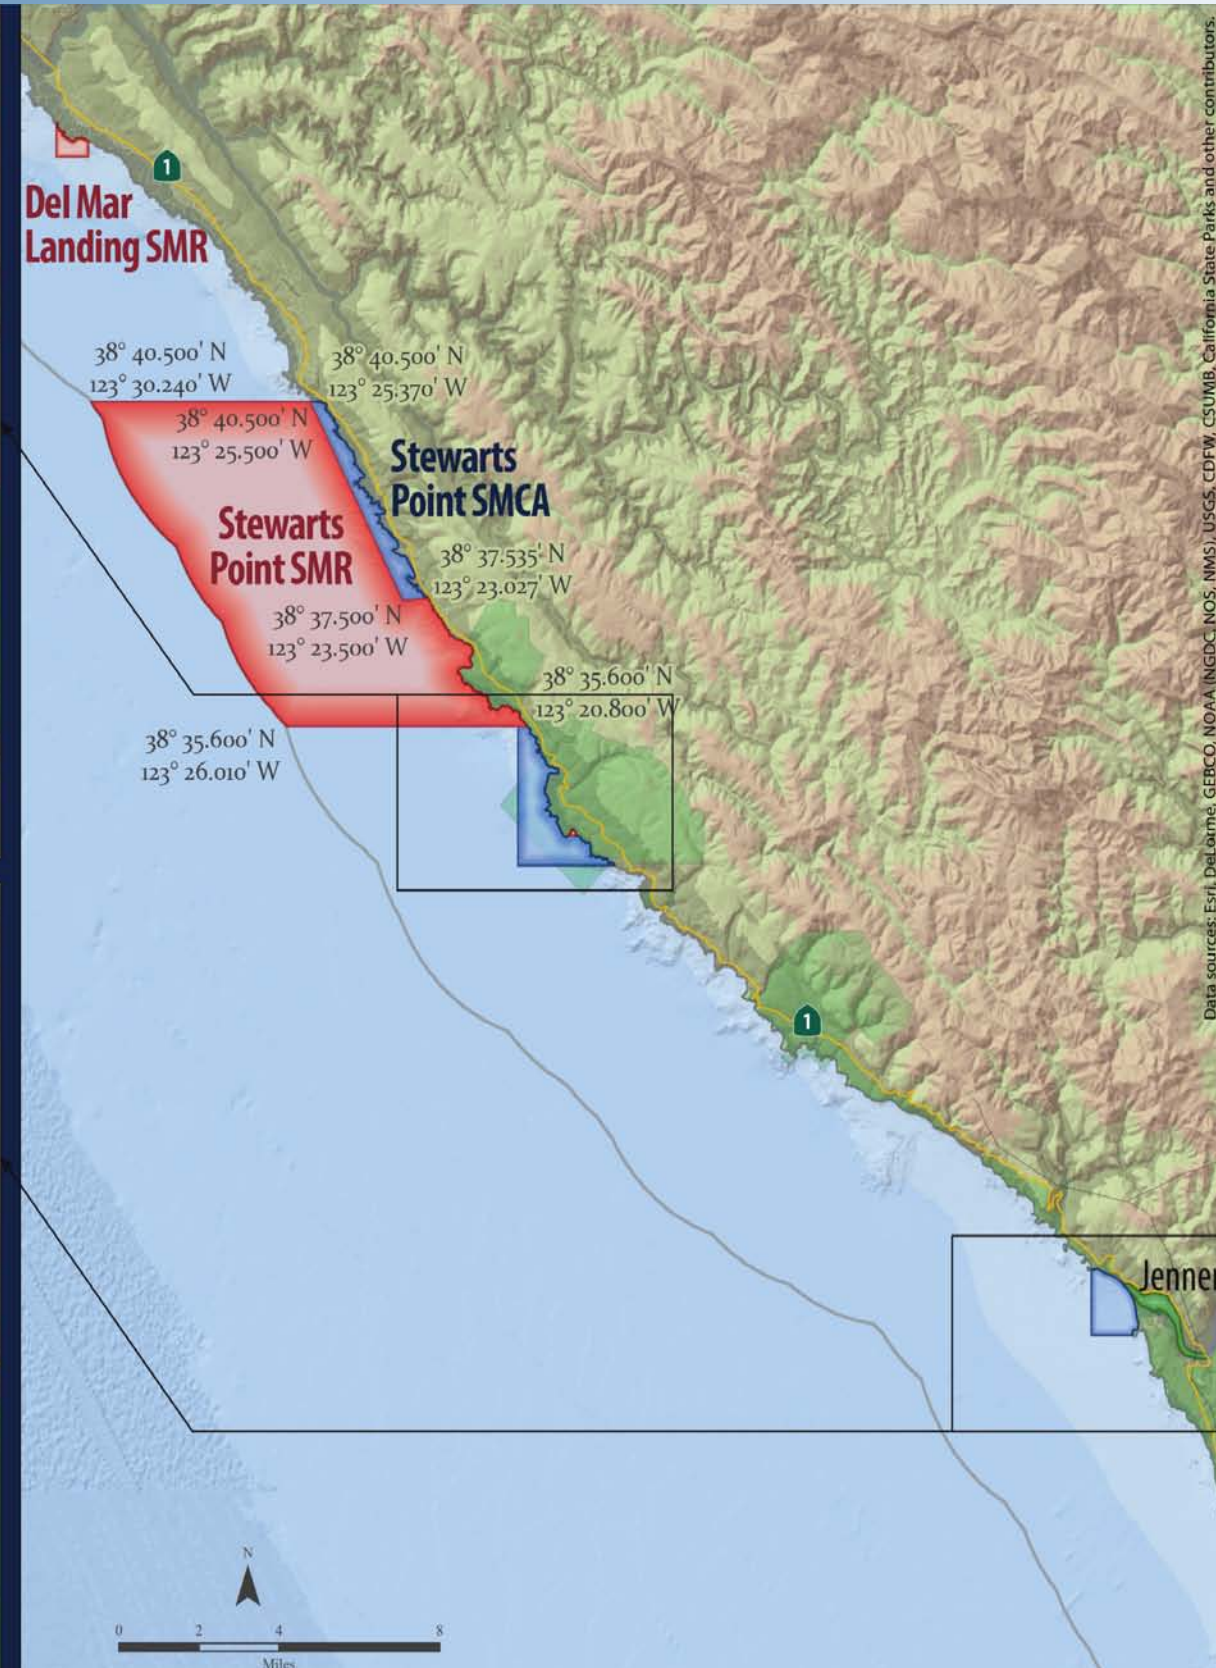 1
Del Mar
Landing SMR
38° 40.500' N
123° 30.240' W
38° 40.500' N
123° 25.370' W
38° 40.500' N
123° 25.500' W
Stewarts
Point SMCA
Stewarts
Point SMR
38° 37.535' N
123° 23.027' W
38° 37.500' N
123° 23.500' W
38° 35.600' N
123° 20.800' W
38° 35.600' N
123° 26.010' W
1
Jenner
N
0 2 4 8
Miles
Data sources: Esri, DeLorme, GEBCO, NOAA (NGDC, NOS, NMS), USGS, CDFW, CSUMB, California State Parks and other contributors.